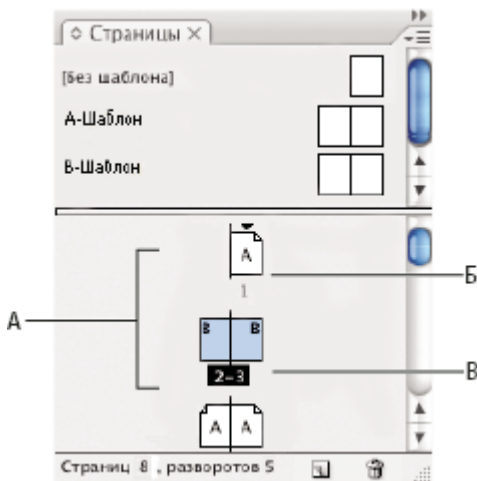 Страницы ×
[Без шаблона]
А-Шаблон
В-Шаблон
A
Б
1
А
B B
2-3
В
A A
Страниц 8 , разворотов 5